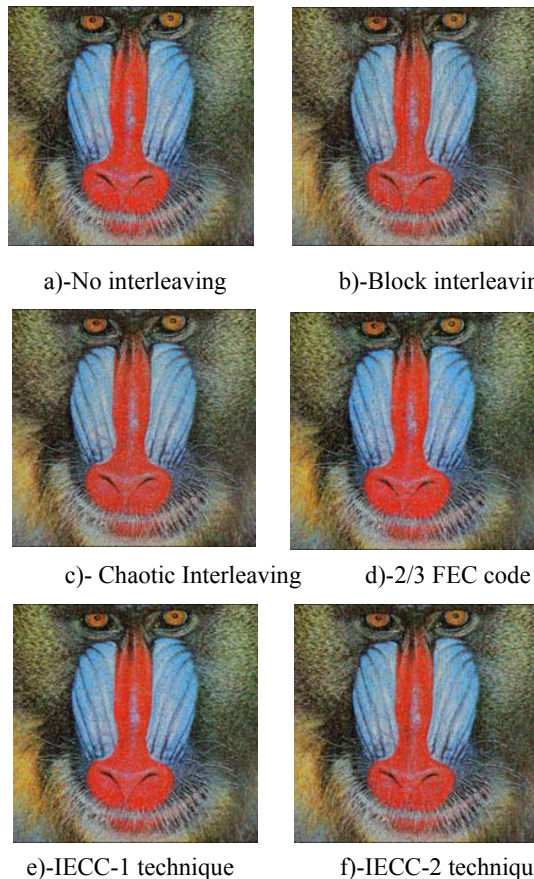 a)-No interleaving
b)-Block interleavin
c)- Chaotic Interleaving
d)-2/3 FEC code
e)-IECC-1 technique
f)-IECC-2 techniqu